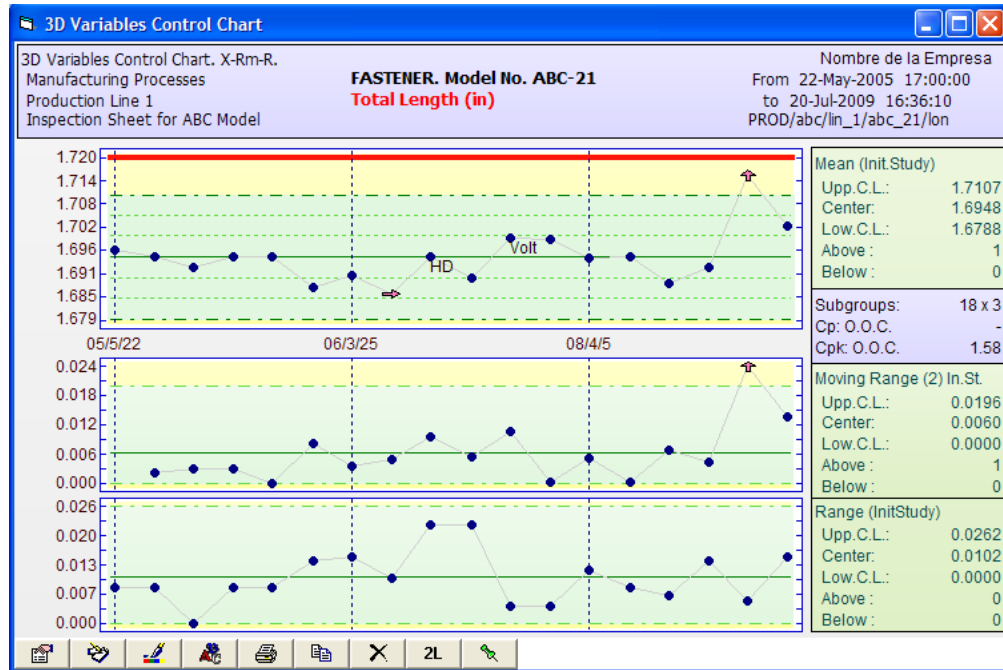 3D Variables Control Chart
3D Variables Control Chart. X-Rm-R.
Manufacturing Processes
Production Line 1
Inspection Sheet for ABC Model
FASTENER. Model No. ABC-21
Total Length (in)
Nombre de la Empresa
From 22-May-2005 17:00:00
to 20-Jul-2009 16:36:10
PROD/abc/lin_1/abc_21/lon
1.720
1.714
1.708
1.702
1.696
1.691
1.685
1.679
HD
Volt
05/5/22
06/3/25
08/4/5
Mean (Init.Study)
Upp.C.L.: 1.7107
Center: 1.6948
Low.C.L.: 1.6788
Above : 1
Below : 0
Subgroups: 18 x 3
Cp: O.O.C. -
Cpk: O.O.C. 1.58
0.024
0.018
0.012
0.006
0.000
Moving Range (2) In.St.
Upp.C.L.: 0.0196
Center: 0.0060
Low.C.L.: 0.0000
Above : 1
Below : 0
0.026
0.020
0.013
0.007
0.000
Range (InitStudy)
Upp.C.L.: 0.0262
Center: 0.0102
Low.C.L.: 0.0000
Above : 0
Below : 0
2L